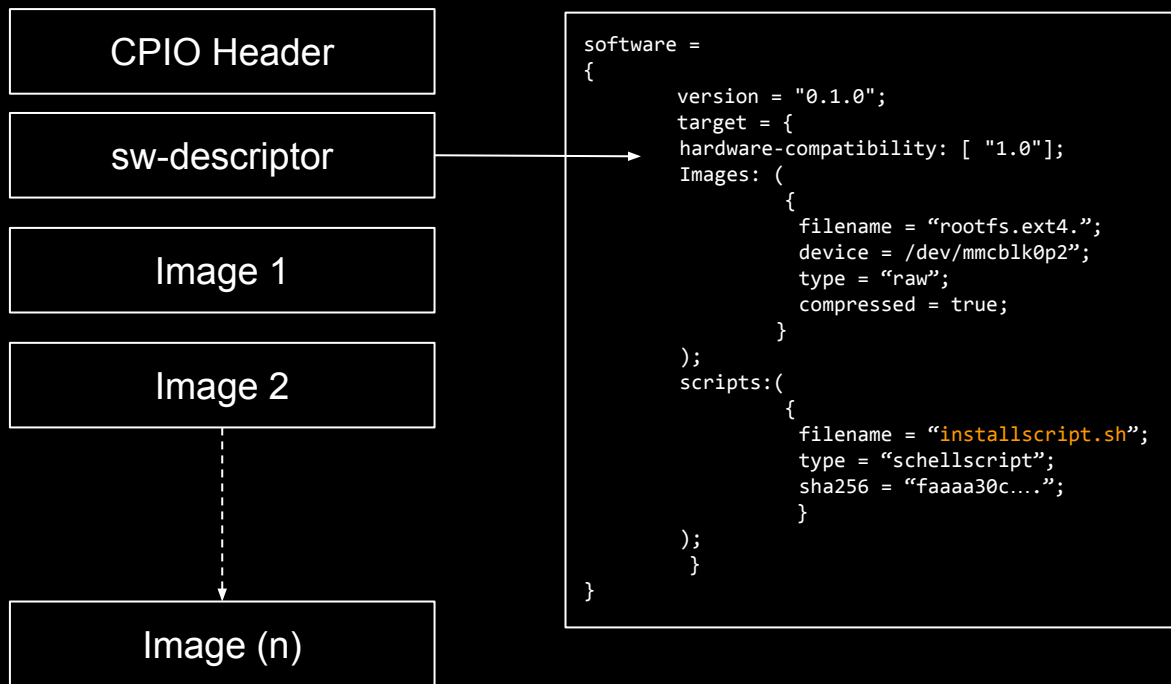 CPIO Header
sw-descriptor
Image 1
Image 2
Image (n)
software =
{
version = "0.1.0";
target = {
hardware-compatibility: [ "1.0"];
Images: (
{
filename = “rootfs.ext4.”;
device = /dev/mmcblk0p2”;
type = “raw”;
compressed = true;
}
);
scripts:(
{
filename = “installscript.sh”;
type = “schellscript”;
sha256 = “faaaa30c….”;
}
);
}
}